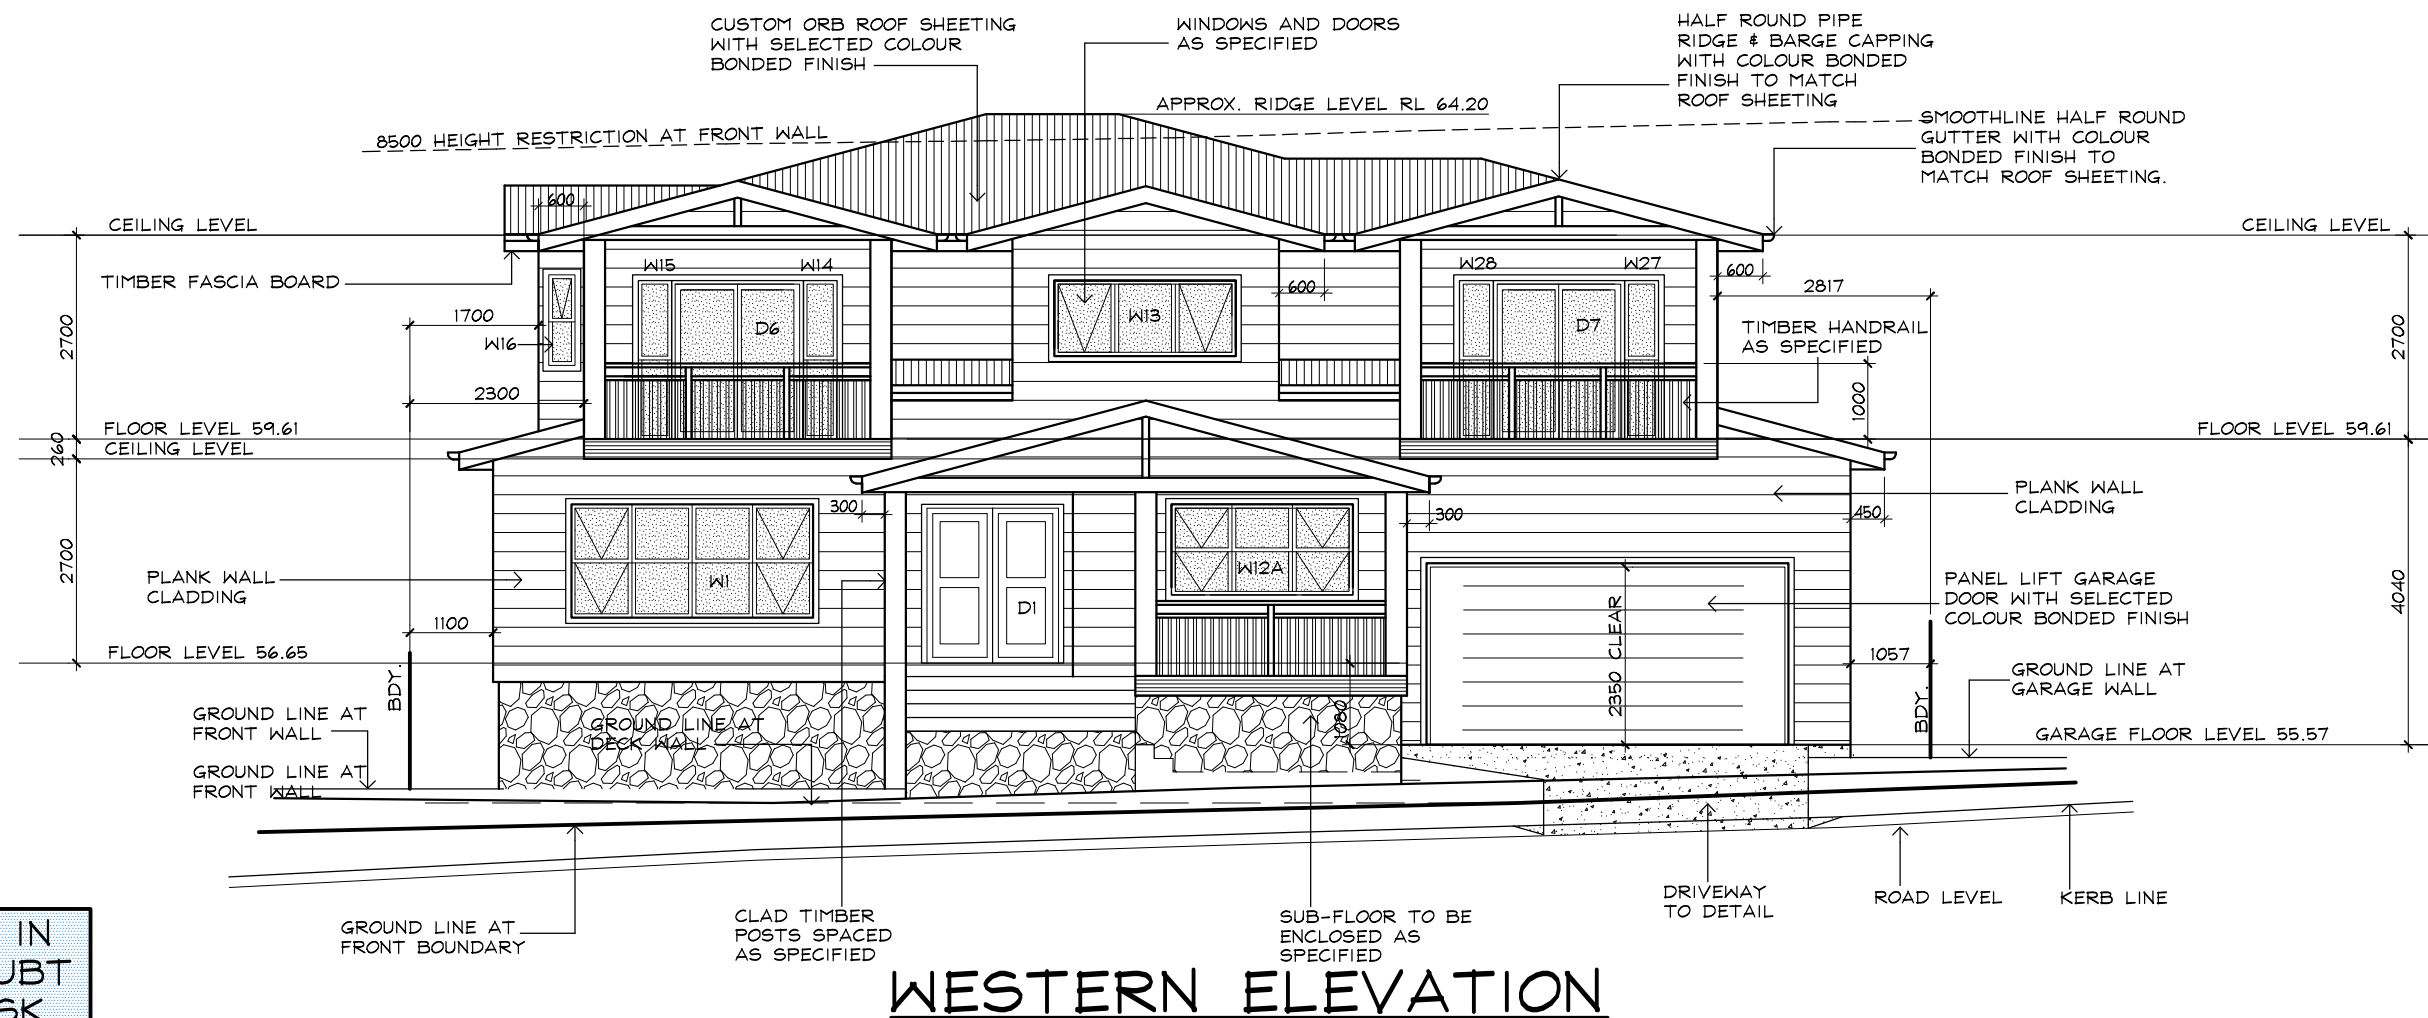 CUSTOM ORB ROOF SHEETING
WITH SELECTED COLOUR
BONDED FINISH
WINDOWS AND DOORS
AS SPECIFIED
HALF ROUND PIPE
RIDGE & BARGE CAPPING
WITH COLOUR BONDED
FINISH TO MATCH
ROOF SHEETING
APPROX. RIDGE LEVEL RL 64.20
8500 HEIGHT RESTRICTION AT FRONT WALL
SMOOTHLINE HALF ROUND
GUTTER WITH COLOUR
BONDED FINISH TO
MATCH ROOF SHEETING.
600
CEILING LEVEL
CEILING LEVEL
TIMBER FASCIA BOARD
W15
W14
W28
W27
600
600
2817
2700
1700
W16
D6
W13
D7
TIMBER HANDRAIL
AS SPECIFIED
2700
2300
1000
FLOOR LEVEL 59.61
FLOOR LEVEL 59.61
260
CEILING LEVEL
PLANK WALL
CLADDING
300
300
450
2700
PLANK WALL
CLADDING
W1
W12A
D1
2350 CLEAR
PANEL LIFT GARAGE
DOOR WITH SELECTED
COLOUR BONDED FINISH
4040
1100
FLOOR LEVEL 56.65
1057
BDY.
BDY.
GROUND LINE AT
GARAGE WALL
GROUND LINE AT
FRONT WALL
GROUND LINE AT
DECK WALL
1080
GARAGE FLOOR LEVEL 55.57
GROUND LINE AT
FRONT WALL
GROUND LINE AT
FRONT BOUNDARY
CLAD TIMBER
POSTS SPACED
AS SPECIFIED
SUB-FLOOR TO BE
ENCLOSED AS
SPECIFIED
DRIVEWAY
TO DETAIL
ROAD LEVEL
KERB LINE
IN
UBT
SK
WESTERN ELEVATION